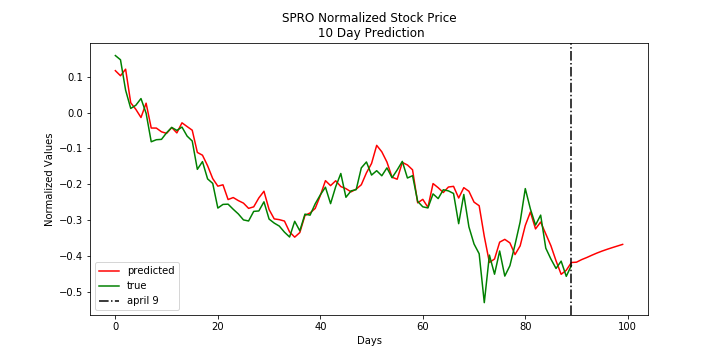 SPRO Normalized Stock Price
10 Day Prediction
Normalized Values
0.1
0.0
−0.1
−0.2
−0.3
−0.4
−0.5
predicted
true
april 9
0 20 40 60 80 100
Days